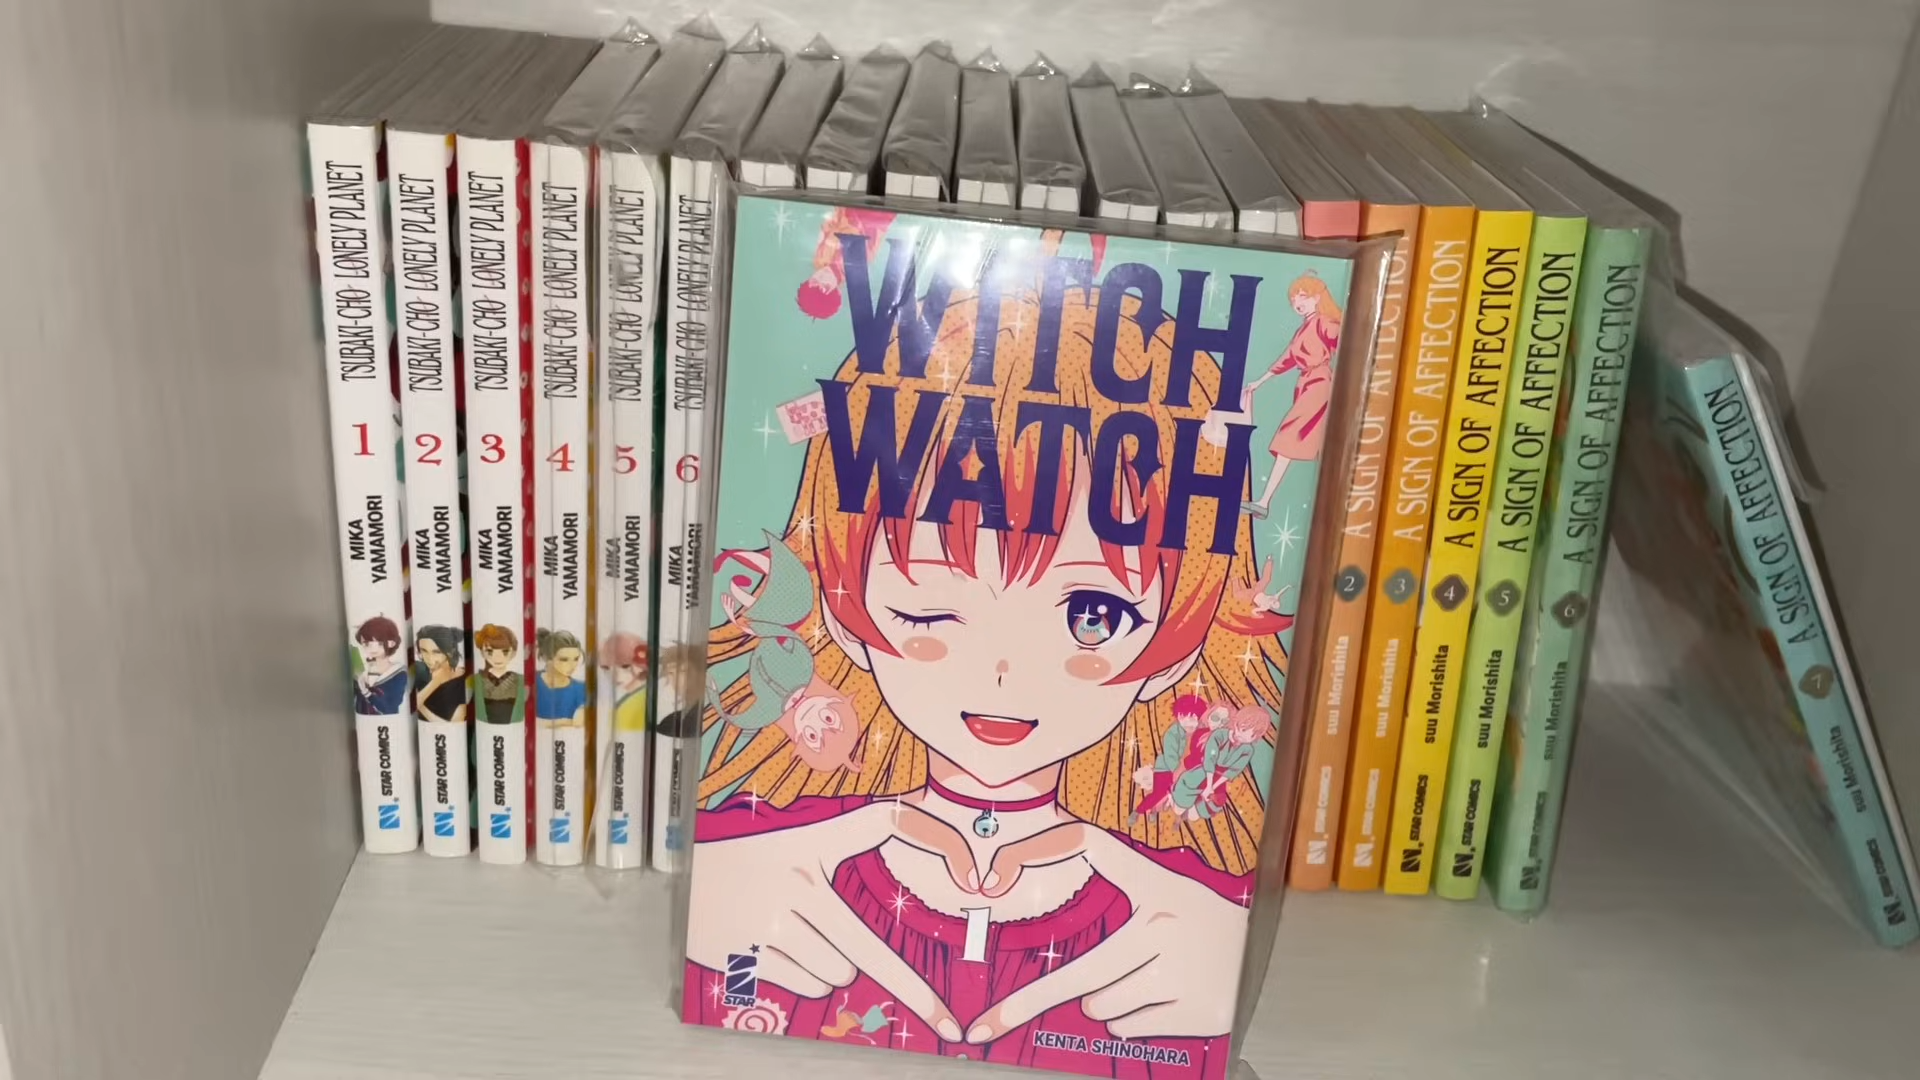 TSUBAKI-CHO LONELY PLANET
1
MIKA
YAMAMORI
STAR COMICS
TSUBAKI-CHO LONELY PLANET
2
MIKA
YAMAMORI
STAR COMICS
TSUBAKI-CHO LONELY PLANET
3
MIKA
YAMAMORI
STAR COMICS
TSUBAKI-CHO LONELY PLANET
4
MIKA
YAMAMORI
STAR COMICS
TSUBAKI-CHO LONELY PLANET
5
MIKA
YAMAMORI
STAR COMICS
TSUBAKI-CHO LONELY PLANET
6
MIKA
YAMAMORI
WITCH
WATCH
1
STAR
KENTA SHINOHARA
A SIGN OF AFFECTION
2
suu Morishita
STAR COMICS
A SIGN OF AFFECTION
3
suu Morishita
STAR COMICS
A SIGN OF AFFECTION
4
suu Morishita
STAR COMICS
A SIGN OF AFFECTION
5
suu Morishita
STAR COMICS
A SIGN OF AFFECTION
6
suu Morishita
STAR COMICS
A SIGN OF AFFECTION
7
suu Morishita
STAR COMICS